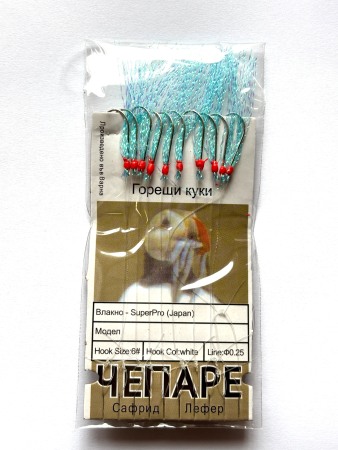 Произведено във Варна
Гореши куки
Влакно - SuperPro (Japan)
Модел
Hook Size:6# Hook Col:white Line:Φ0.25
ЧЕПАРЕ
Сафрид Лефер